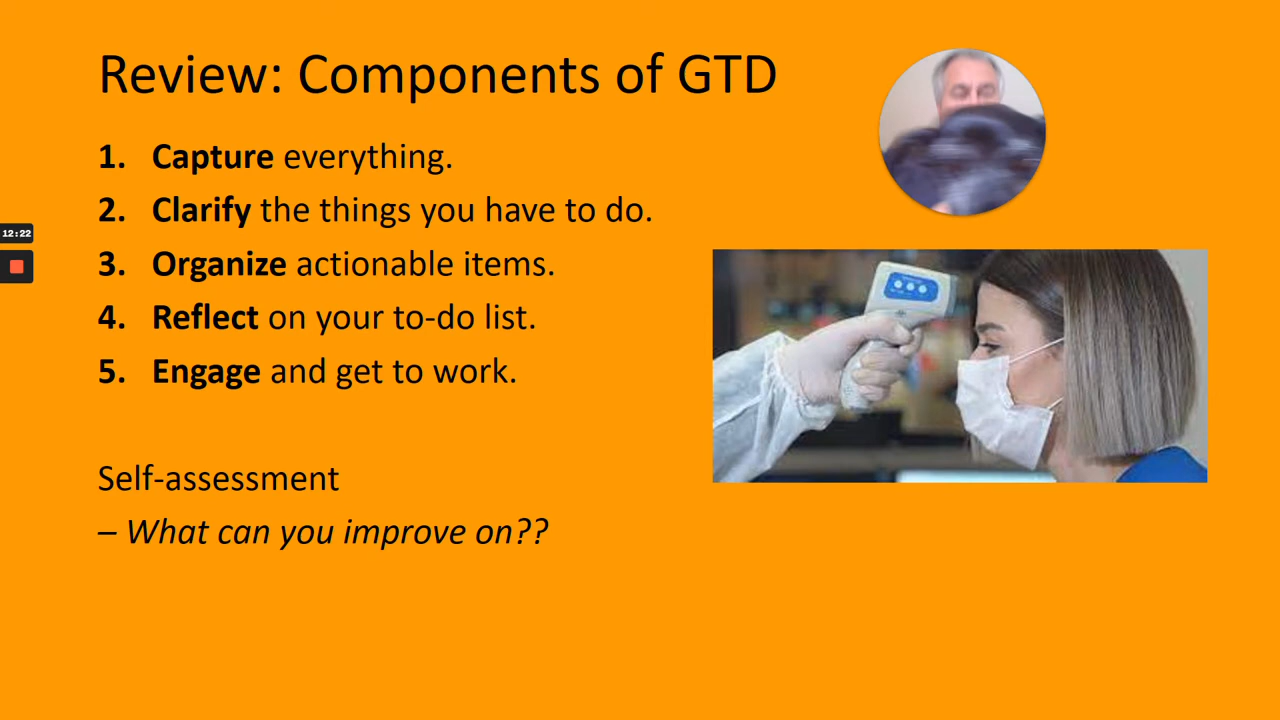 Review: Components of GTD
1. Capture everything.
2. Clarify the things you have to do.
12:22
3. Organize actionable items.
4. Reflect on your to-do list.
5. Engage and get to work.
Self-assessment
– What can you improve on??